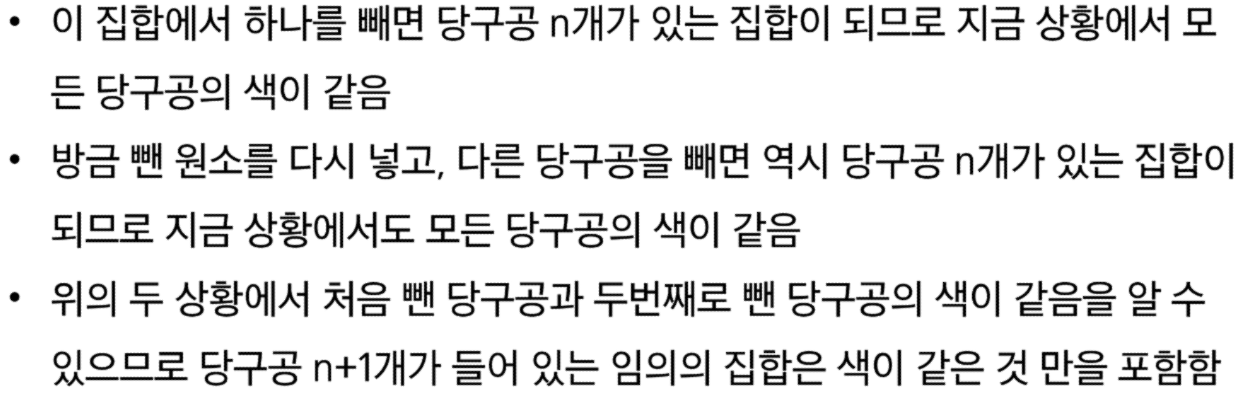 • 이 집합에서 하나를 빼면 당구공 n개가 있는 집합이 되므로 지금 상황에서 모
든 당구공의 색이 같음
• 방금 뺀 원소를 다시 넣고, 다른 당구공을 빼면 역시 당구공 n개가 있는 집합이
되므로 지금 상황에서도 모든 당구공의 색이 같음
• 위의 두 상황에서 처음 뺀 당구공과 두번째로 뺀 당구공의 색이 같음을 알 수
있으므로 당구공 n+1개가 들어 있는 임의의 집합은 색이 같은 것 만을 포함함